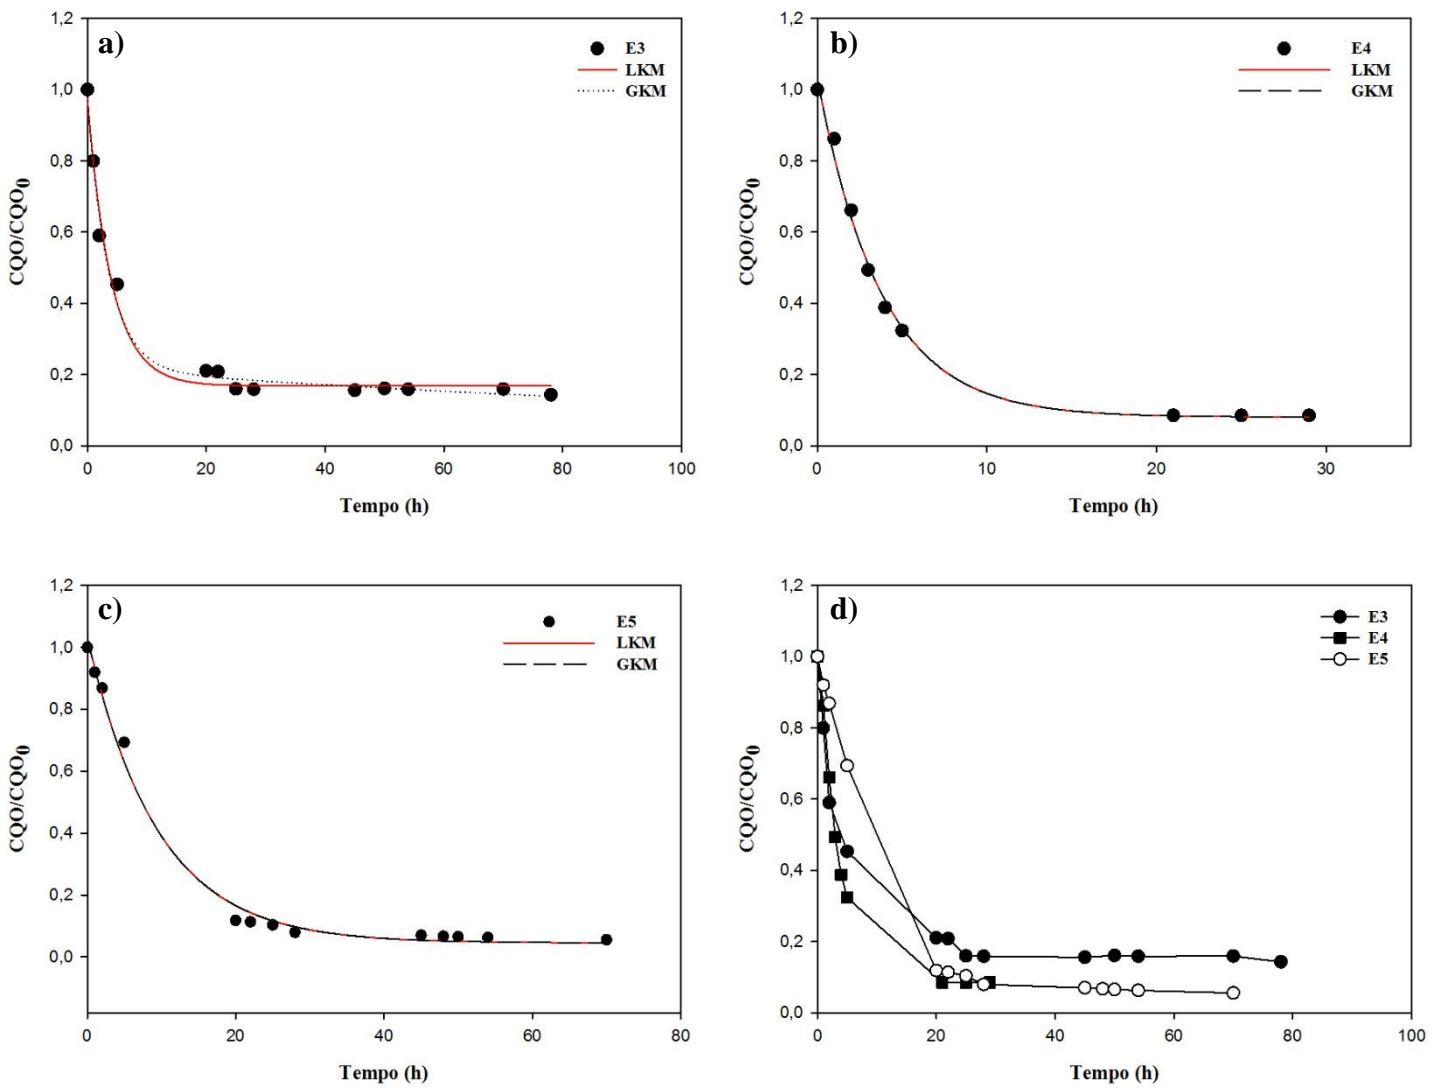 a)
E3
LKM
GKM
1,2
1,0
0,8
0,6
0,4
0,2
0,0
CQO/CQO0
0 20 40 60 80 100
Tempo (h)
b)
E4
LKM
GKM
1,2
1,0
0,8
0,6
0,4
0,2
0,0
CQO/CQO0
0 10 20 30
Tempo (h)
c)
E5
LKM
GKM
1,2
1,0
0,8
0,6
0,4
0,2
0,0
CQO/CQO0
0 20 40 60 80
Tempo (h)
d)
E3
E4
E5
1,2
1,0
0,8
0,6
0,4
0,2
0,0
CQO/CQO0
0 20 40 60 80 100
Tempo (h)